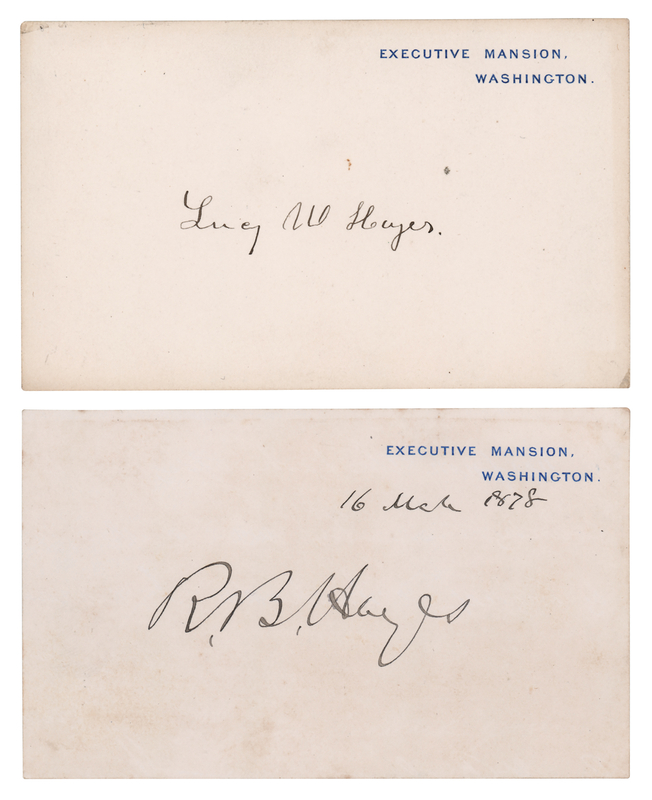 EXECUTIVE MANSION,
WASHINGTON.
Lucy W Hayes.
EXECUTIVE MANSION,
WASHINGTON.
16 Mch 1878
R. B. Hayes